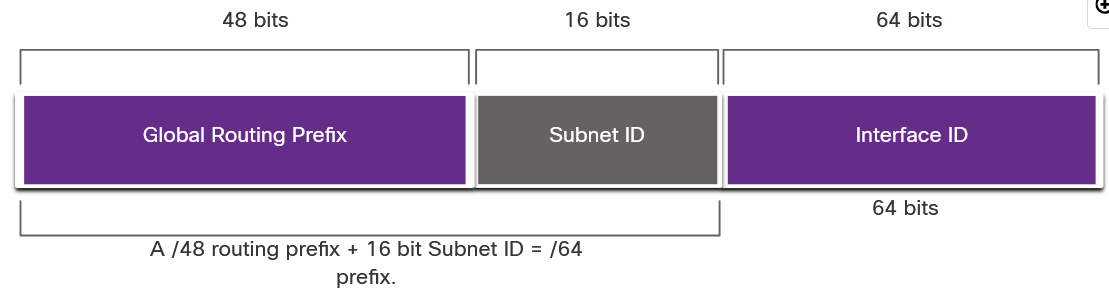 48 bits
16 bits
64 bits
Global Routing Prefix
Subnet ID
Interface ID
64 bits
A /48 routing prefix + 16 bit Subnet ID = /64
prefix.